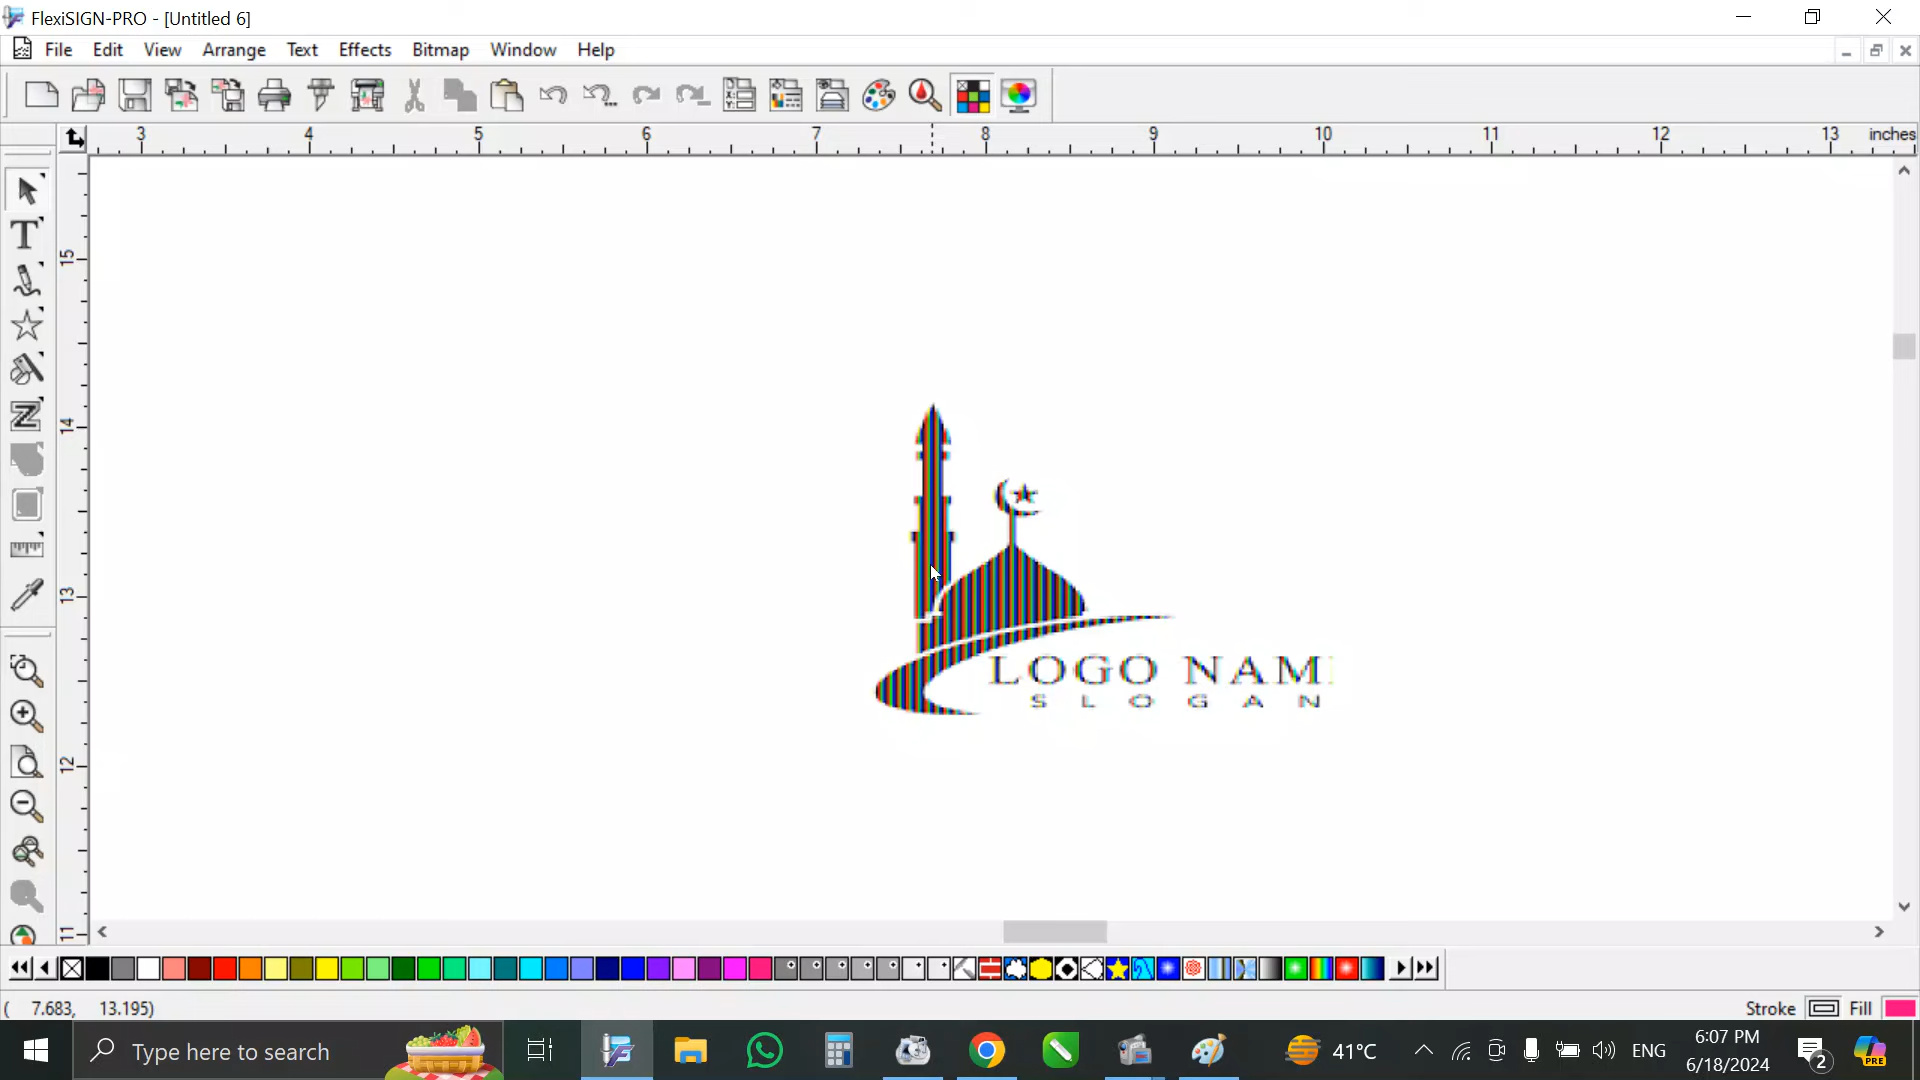 FlexiSIGN-PRO - [Untitled 6]
File Edit View Arrange Text Effects Bitmap Window Help
3 4 5 6 7 8 9 10 11 12 13 inches
15
14
13
12
11
LOGO NAM
SLOGAN
( 7.683, 13.195)
Stroke Fill
Type here to search
41°C
ENG
6:07 PM
6/18/2024
2
PRE